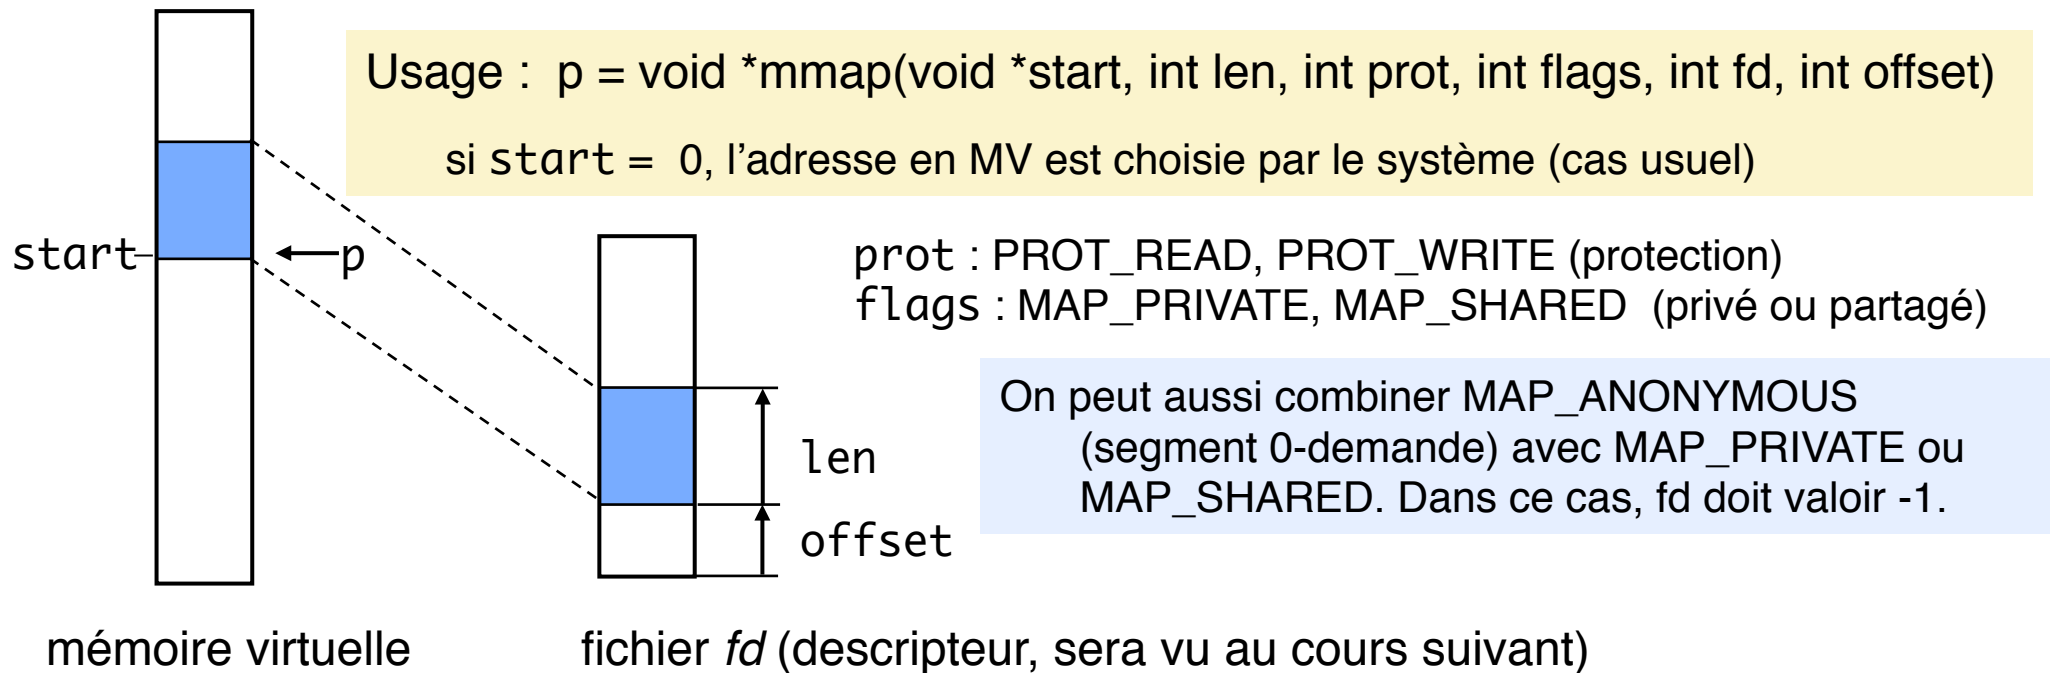 Usage : p = void *mmap(void *start, int len, int prot, int flags, int fd, int offset)
si start = 0, l'adresse en MV est choisie par le système (cas usuel)
start
p
prot : PROT_READ, PROT_WRITE (protection)
flags : MAP_PRIVATE, MAP_SHARED (privé ou partagé)
On peut aussi combiner MAP_ANONYMOUS
(segment 0-demande) avec MAP_PRIVATE ou
MAP_SHARED. Dans ce cas, fd doit valoir -1.
len
offset
mémoire virtuelle
fichier fd (descripteur, sera vu au cours suivant)